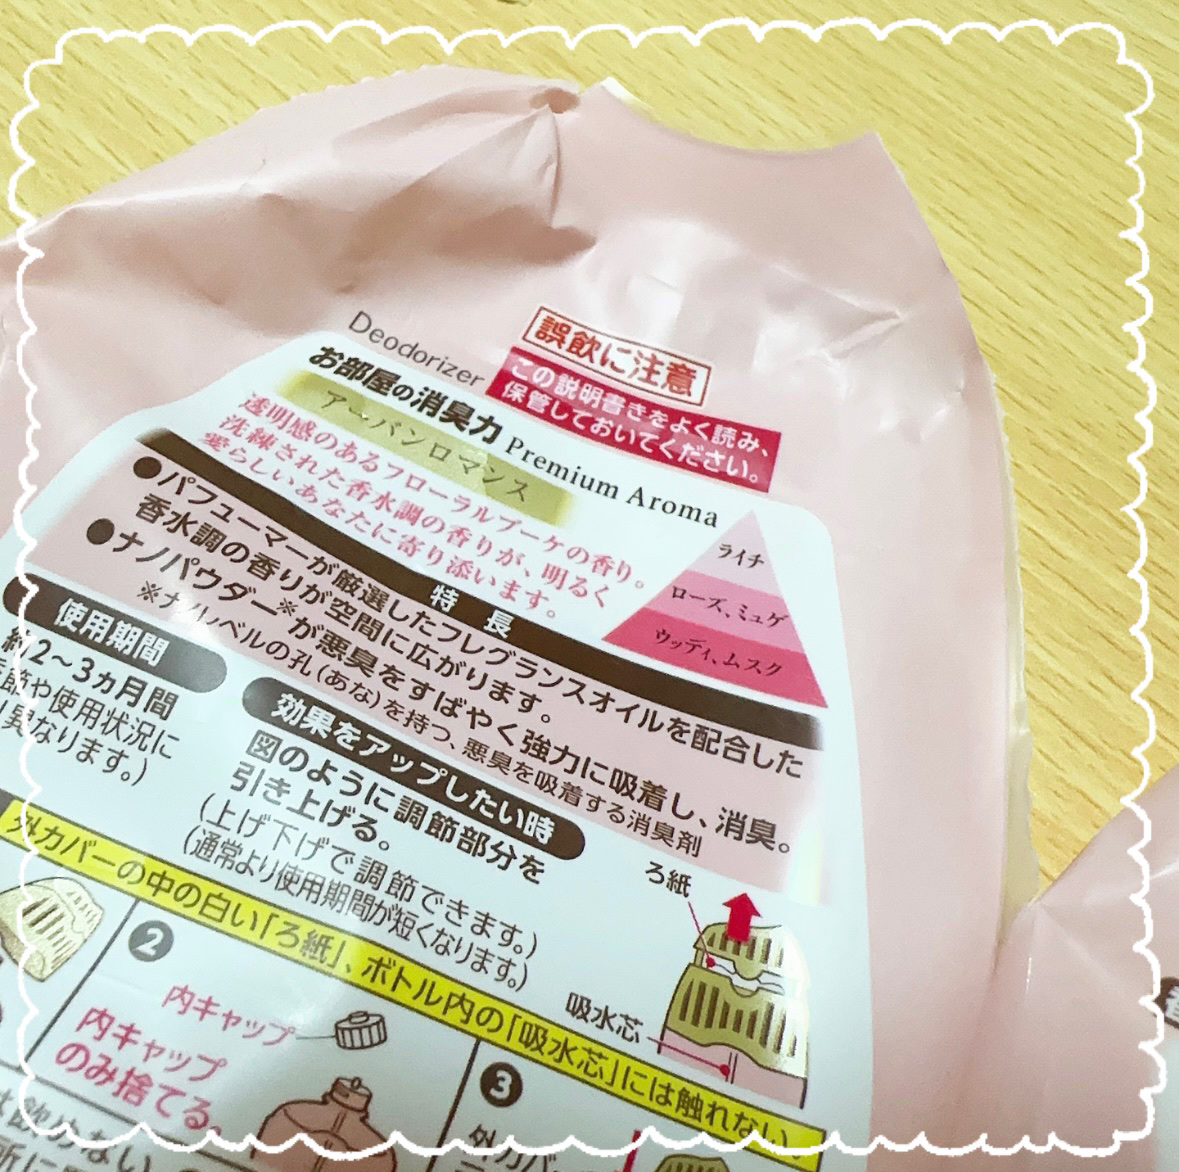 誤飲に注意
この説明書きをよく読み、
保管しておいてください。
Deodorizer
お部屋の消臭力 Premium Aroma
アーバンロマンス
透明感のあるフローラルブーケの香り。
洗練された香水調の香りが、明るく
愛らしいあなたに寄り添います。
ライチ
ローズ、ミュゲ
ウッディ、ムスク
特長
●パフューマーが厳選したフレグランスオイルを配合した
香水調の香りが空間に広がります。
●ナノパウダー※が悪臭をすばやく強力に吸着し、消臭。
※ナノレベルの孔(あな)を持つ、悪臭を吸着する消臭剤
使用期間
約2～3ヵ月間
節や使用状況に
異なります。)
効果をアップしたい時
図のように調節部分を
引き上げる。
(上げ下げで調節できます。)
(通常より使用期間が短くなります。)
ろ紙
吸水芯
外カバーの中の白い「ろ紙」、ボトル内の「吸水芯」には触れない。
2
内キャップ
内キャップ
のみ捨てる。
3